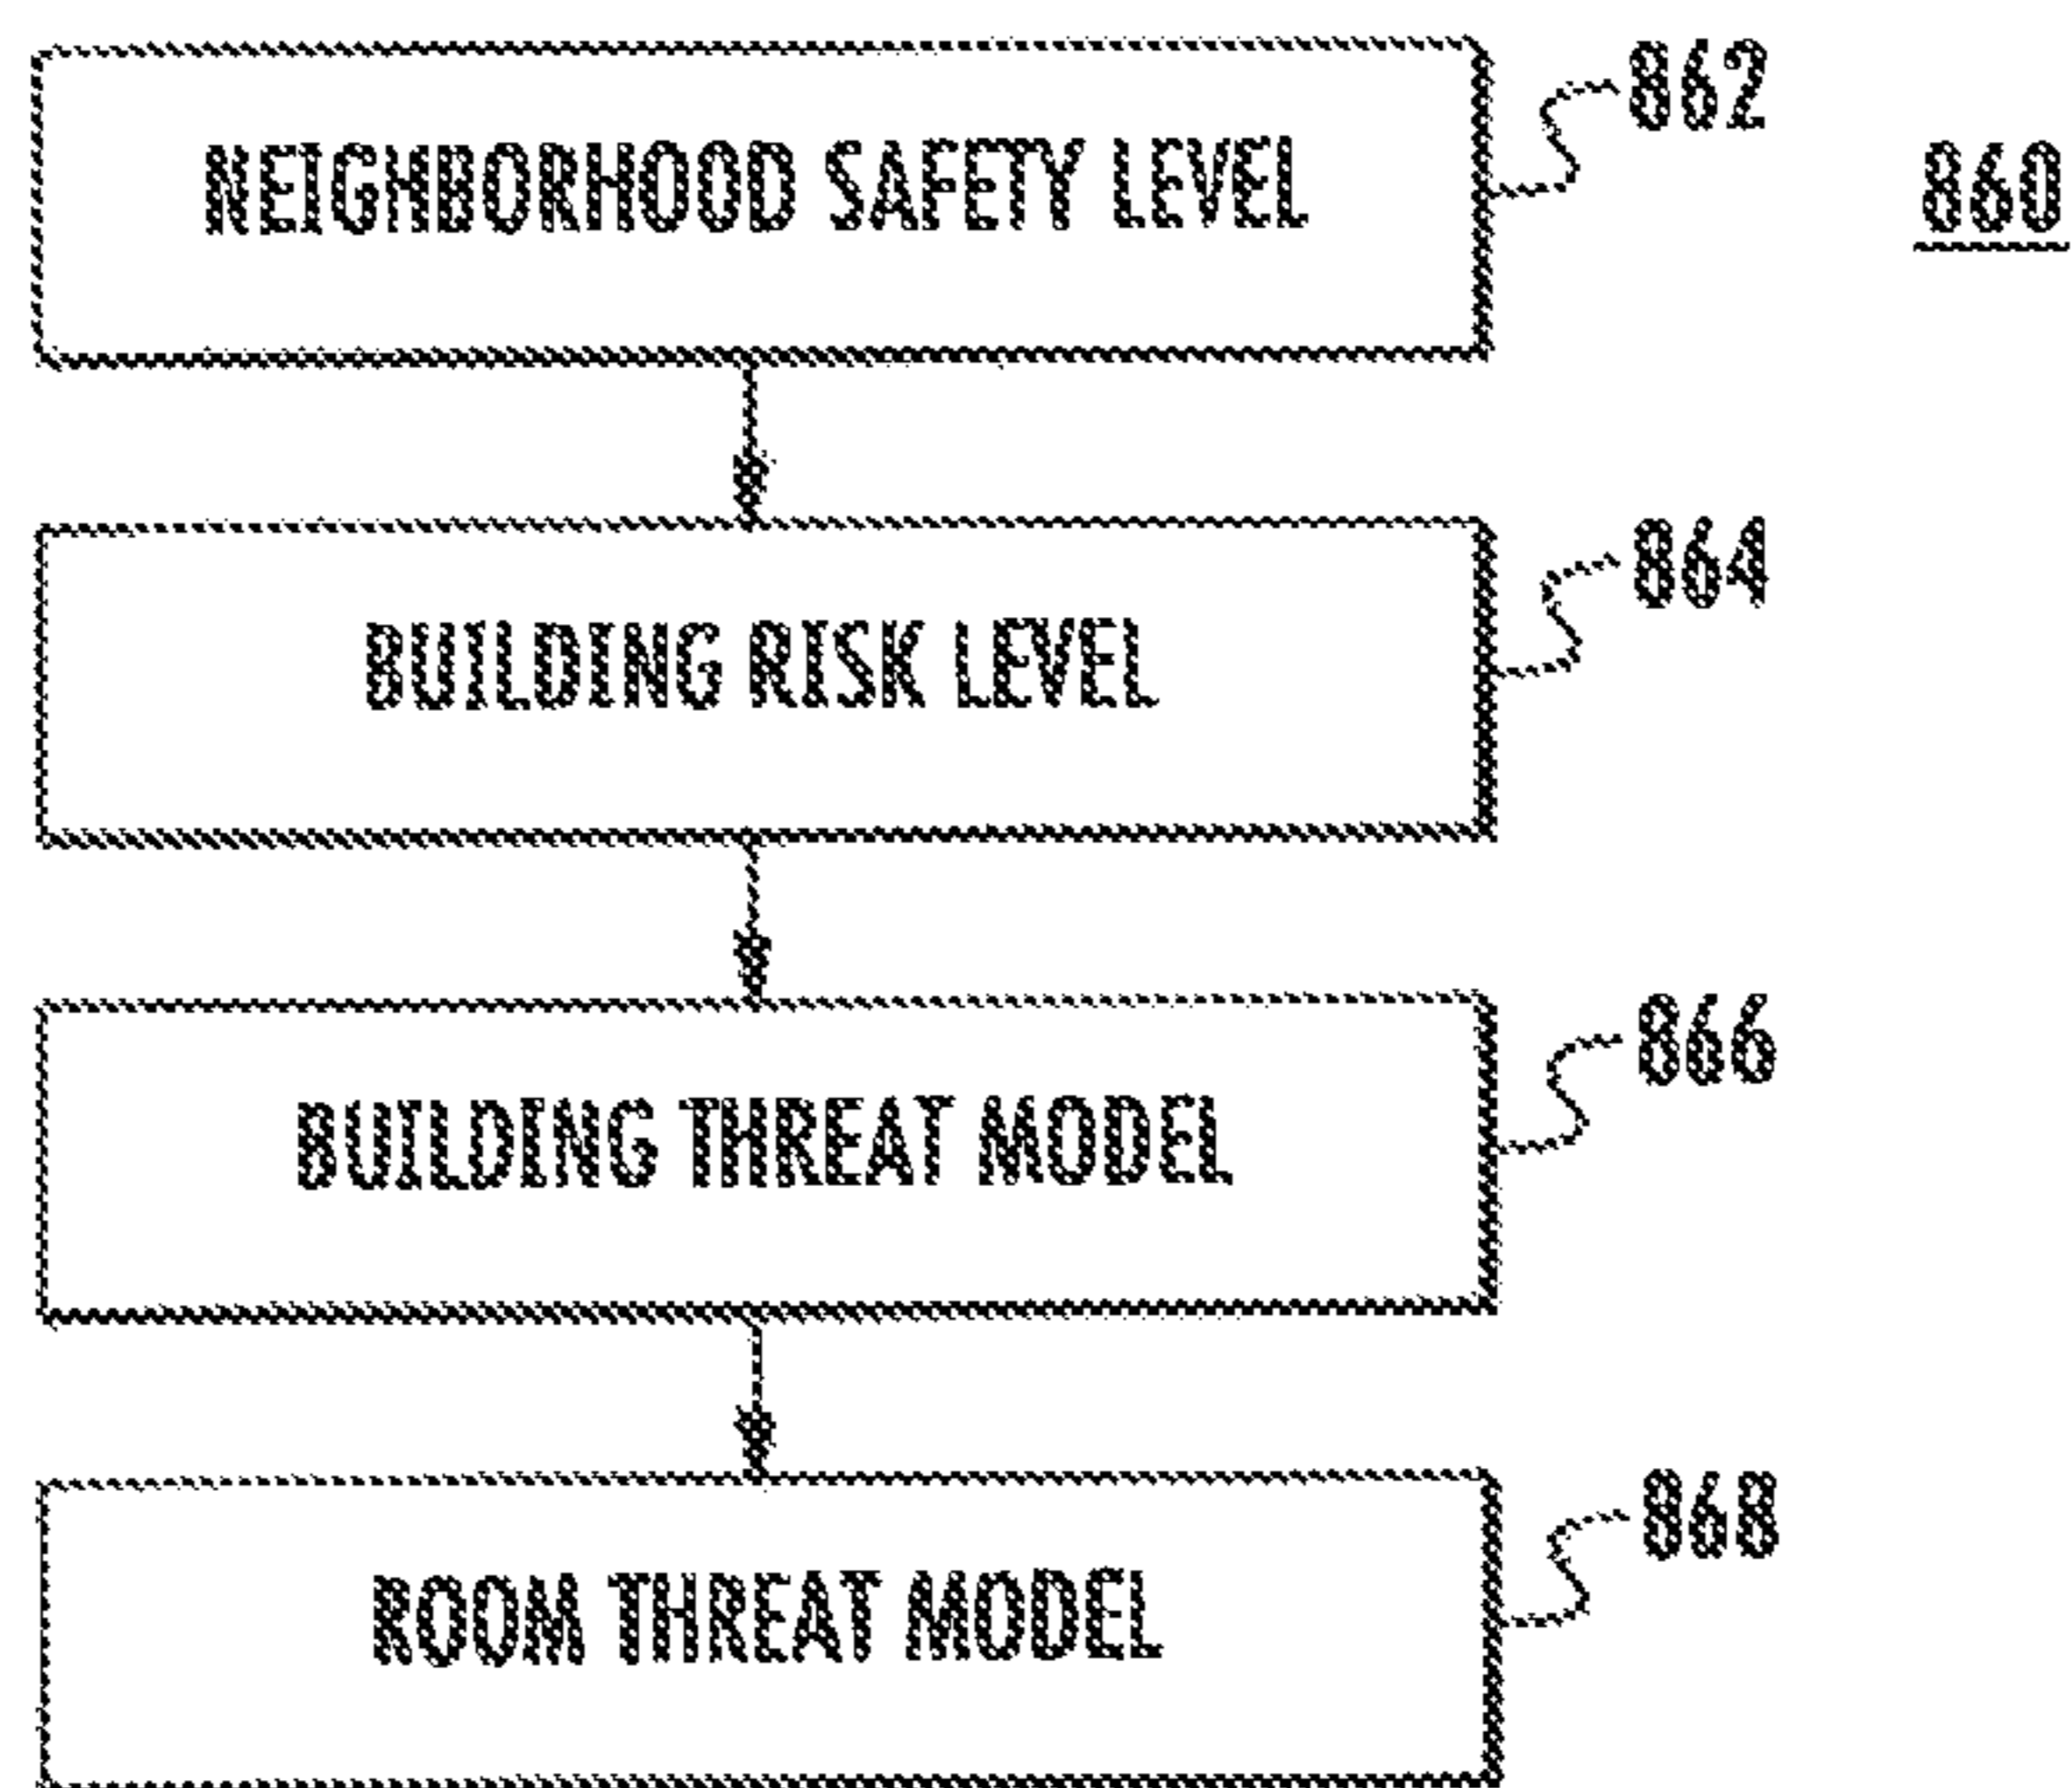 NEIGHBORHOOD SAFETY LEVEL
862
860
BUILDING RISK LEVEL
864
BUILDING THREAT MODEL
866
ROOM THREAT MODEL
868